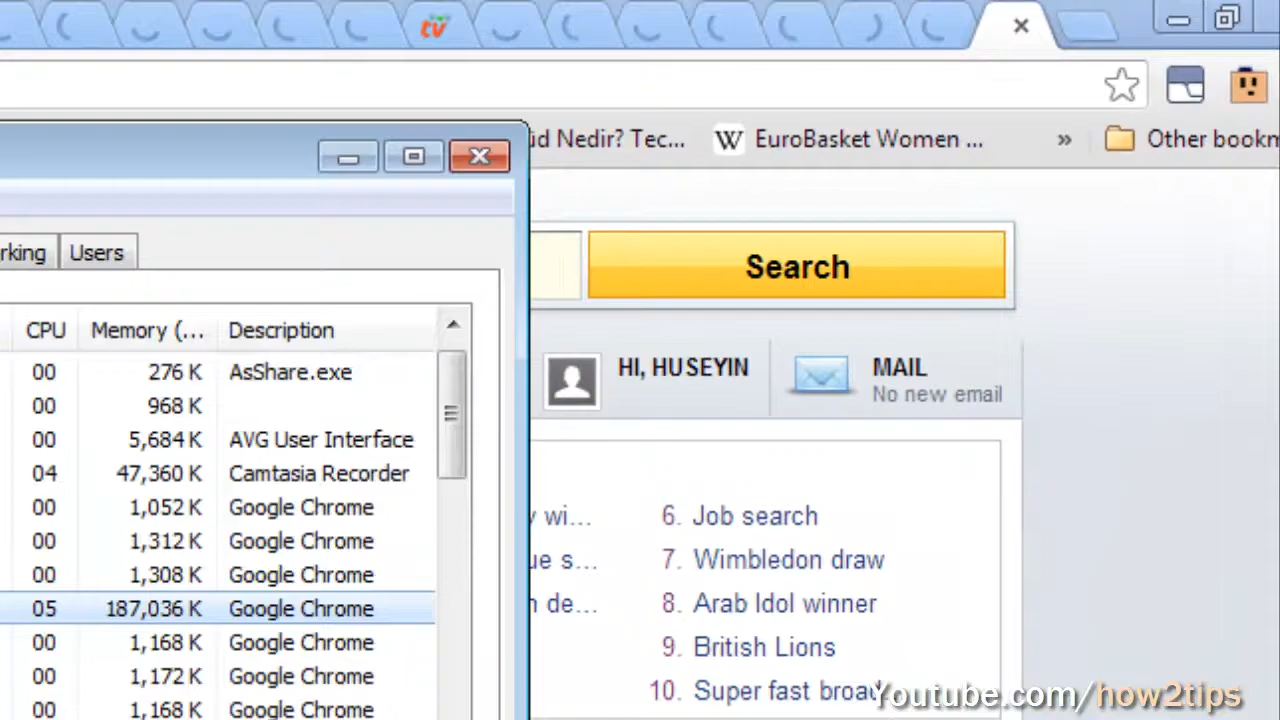 tv
üd Nedir? Tec...
W EuroBasket Women ...
»
Other bookm
rking
Users
Search
CPU
Memory (...
Description
HI, HUSEYIN
MAIL
No new email
00 276 K AsShare.exe
00 968 K
00 5,684 K AVG User Interface
04 47,360 K Camtasia Recorder
00 1,052 K Google Chrome
00 1,312 K Google Chrome
00 1,308 K Google Chrome
05 187,036 K Google Chrome
00 1,168 K Google Chrome
00 1,172 K Google Chrome
00 1,168 K Google Chrome
wi...
ue s...
de...
6. Job search
7. Wimbledon draw
8. Arab Idol winner
9. British Lions
10. Super fast broa
Youtube.com/how2tips